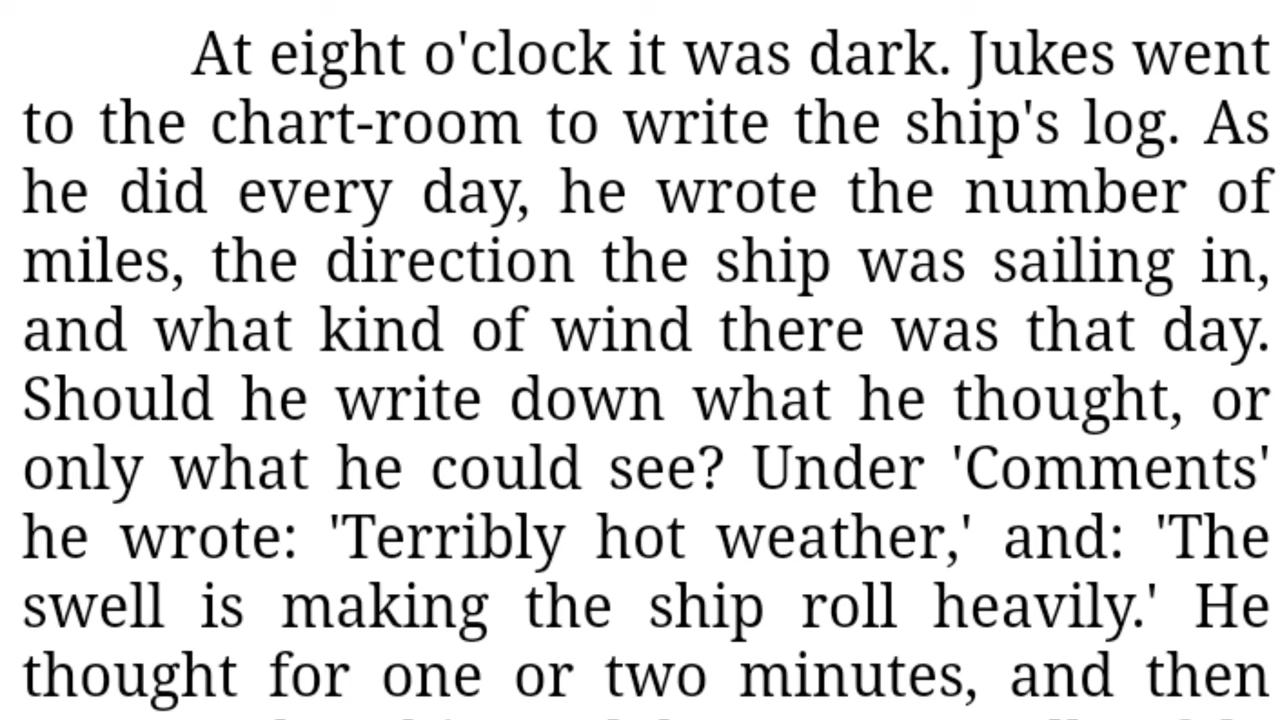 At eight o'clock it was dark. Jukes went
to the chart-room to write the ship's log. As
he did every day, he wrote the number of
miles, the direction the ship was sailing in,
and what kind of wind there was that day.
Should he write down what he thought, or
only what he could see? Under 'Comments'
he wrote: 'Terribly hot weather,' and: 'The
swell is making the ship roll heavily.' He
thought for one or two minutes, and then